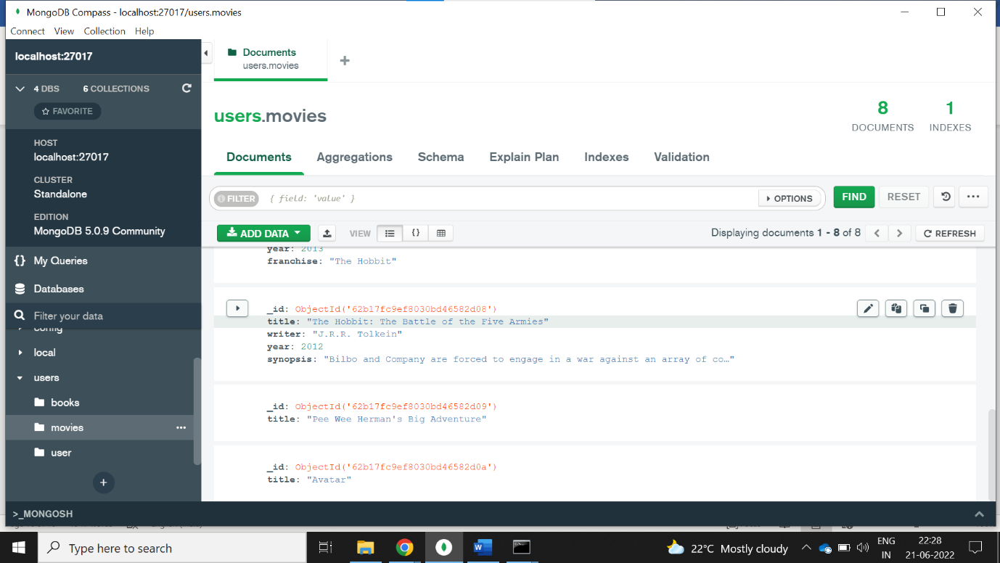 MongoDB Compass - localhost:27017/users.movies
Connect View Collection Help
localhost:27017
Documents
users.movies
4 DBS 6 COLLECTIONS
FAVORITE
HOST
localhost:27017
CLUSTER
Standalone
EDITION
MongoDB 5.0.9 Community
My Queries
Databases
Filter your data
config
local
users
books
movies
user
users.movies
8
DOCUMENTS
1
INDEXES
Documents Aggregations Schema Explain Plan Indexes Validation
FILTER { field: 'value' } OPTIONS FIND RESET
ADD DATA VIEW Displaying documents 1 - 8 of 8 REFRESH
year: 2013
franchise: "The Hobbit"
_id: ObjectId('62b17fc9ef8030bd46582d08')
title: "The Hobbit: The Battle of the Five Armies"
writer: "J.R.R. Tolkein"
year: 2012
synopsis: "Bilbo and Company are forced to engage in a war against an array of co…"
_id: ObjectId('62b17fc9ef8030bd46582d09')
title: "Pee Wee Herman's Big Adventure"
_id: ObjectId('62b17fc9ef8030bd46582d0a')
title: "Avatar"
>_MONGOSH
Type here to search
22°C Mostly cloudy
ENG
IN
22:28
21-06-2022